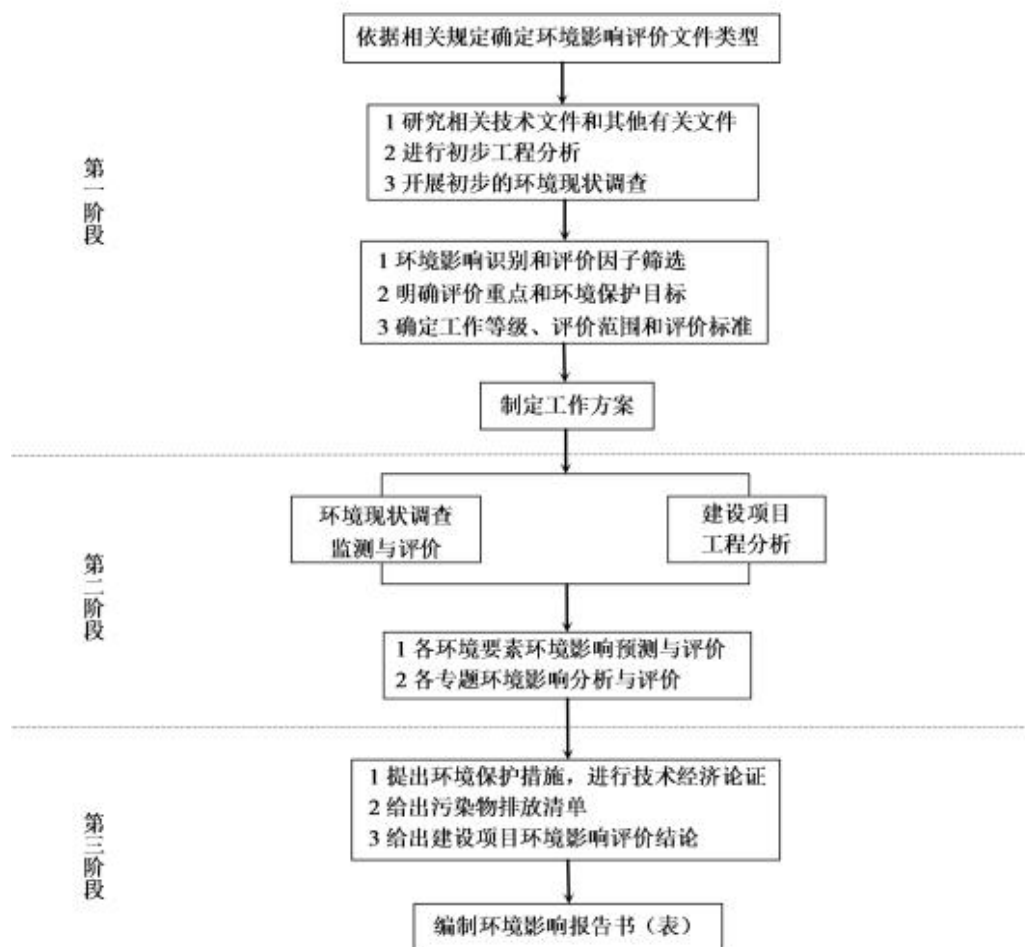 依据相关规定确定环境影响评价文件类型
1 研究相关技术文件和其他有关文件
2 进行初步工程分析
3 开展初步的环境现状调查
第一阶段
1 环境影响识别和评价因子筛选
2 明确评价重点和环境保护目标
3 确定工作等级、评价范围和评价标准
制定工作方案
环境现状调查
监测与评价
建设项目
工程分析
第二阶段
1 各环境要素环境影响预测与评价
2 各专题环境影响分析与评价
1 提出环境保护措施，进行技术经济论证
2 给出污染物排放清单
3 给出建设项目环境影响评价结论
第三阶段
编制环境影响报告书（表）